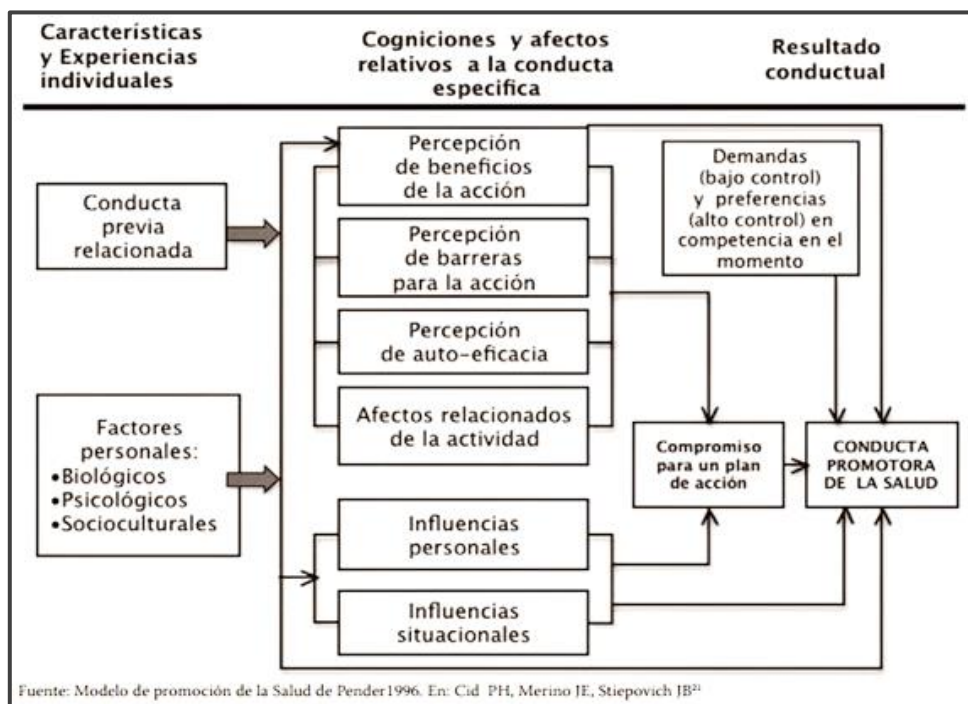 Características
y Experiencias
individuales
Cogniciones y afectos
relativos a la conducta
especifica
Resultado
conductual
Conducta
previa
relacionada
Factores
personales:
•Biológicos
•Psicológicos
•Socioculturales
Percepción
de beneficios
de la acción
Percepción
de barreras
para la acción
Percepción
de auto-eficacia
Afectos relacionados
de la actividad
Influencias
personales
Influencias
situacionales
Demandas
(bajo control)
y preferencias
(alto control) en
competencia en el
momento
Compromiso
para un plan
de acción
CONDUCTA
PROMOTORA
DE LA SALUD
Fuente: Modelo de promoción de la Salud de Pender1996. En: Cid PH, Merino JE, Stiepovich JB²¹